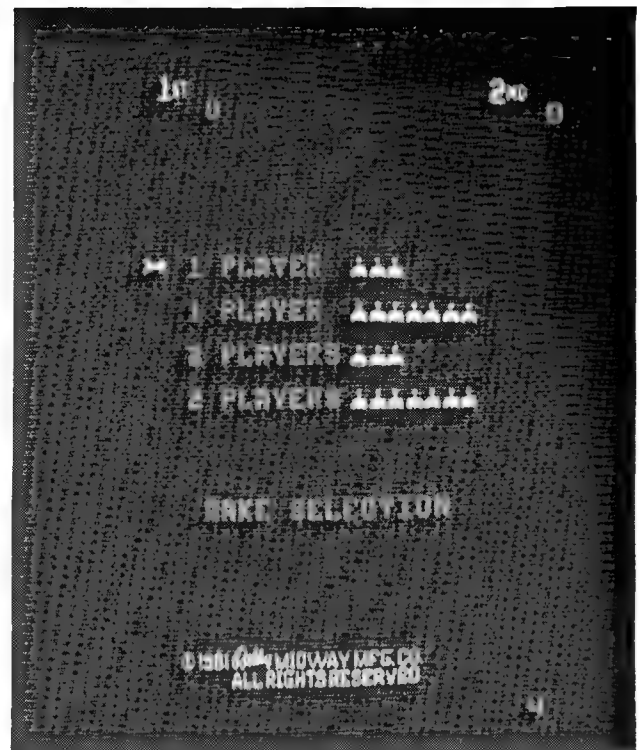 1ST 2ND
0 0
1 PLAYER
1 PLAYER
2 PLAYERS
2 PLAYERS
MAKE SELECTION
© 1981 MIDWAY MFG. CO.
ALL RIGHTS RESERVED
4